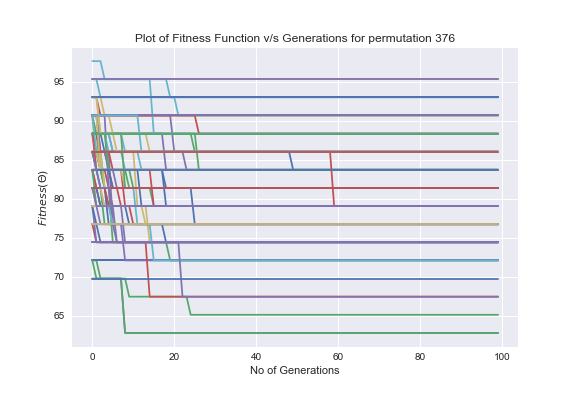 Plot of Fitness Function v/s Generations for permutation 376
95
90
85
80
75
70
65
Fitness(Θ)
0 20 40 60 80 100
No of Generations